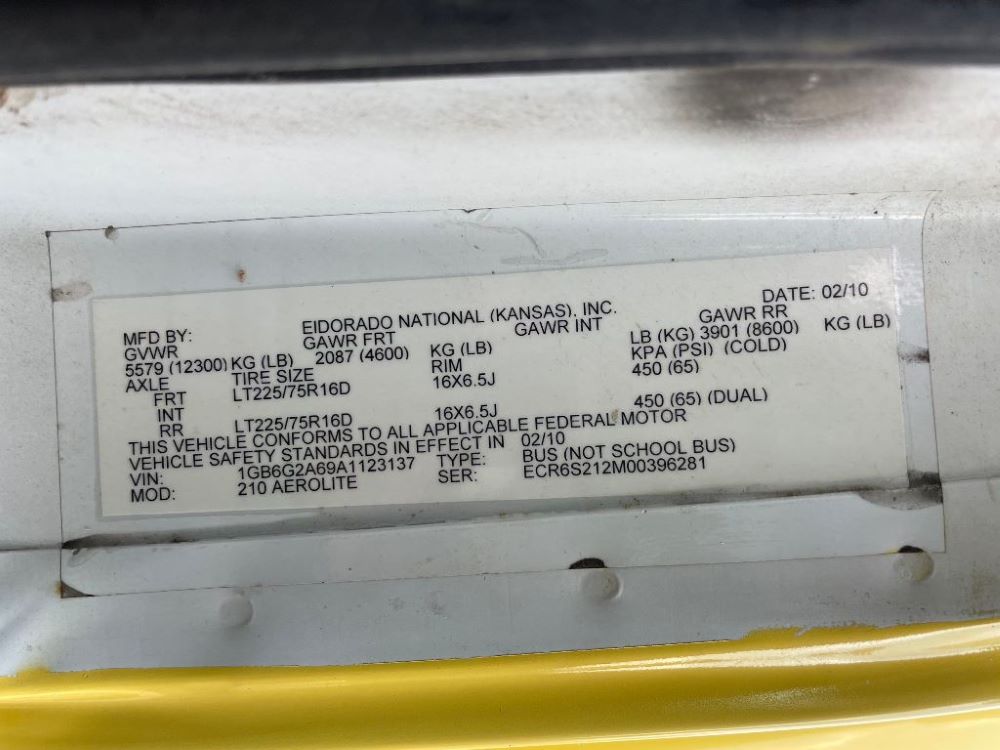 DATE: 02/10
MFD BY: EIDORADO NATIONAL (KANSAS), INC.
GVWR GAWR FRT GAWR INT GAWR RR
5579 (12300) KG (LB) 2087 (4600) KG (LB) LB (KG) 3901 (8600) KG (LB)
AXLE TIRE SIZE RIM KPA (PSI) (COLD)
FRT LT225/75R16D 16X6.5J 450 (65)
INT
RR LT225/75R16D 16X6.5J 450 (65) (DUAL)
THIS VEHICLE CONFORMS TO ALL APPLICABLE FEDERAL MOTOR
VEHICLE SAFETY STANDARDS IN EFFECT IN 02/10
VIN: 1GB6G2A69A1123137 TYPE: BUS (NOT SCHOOL BUS)
MOD: 210 AEROLITE SER: ECR6S212M00396281